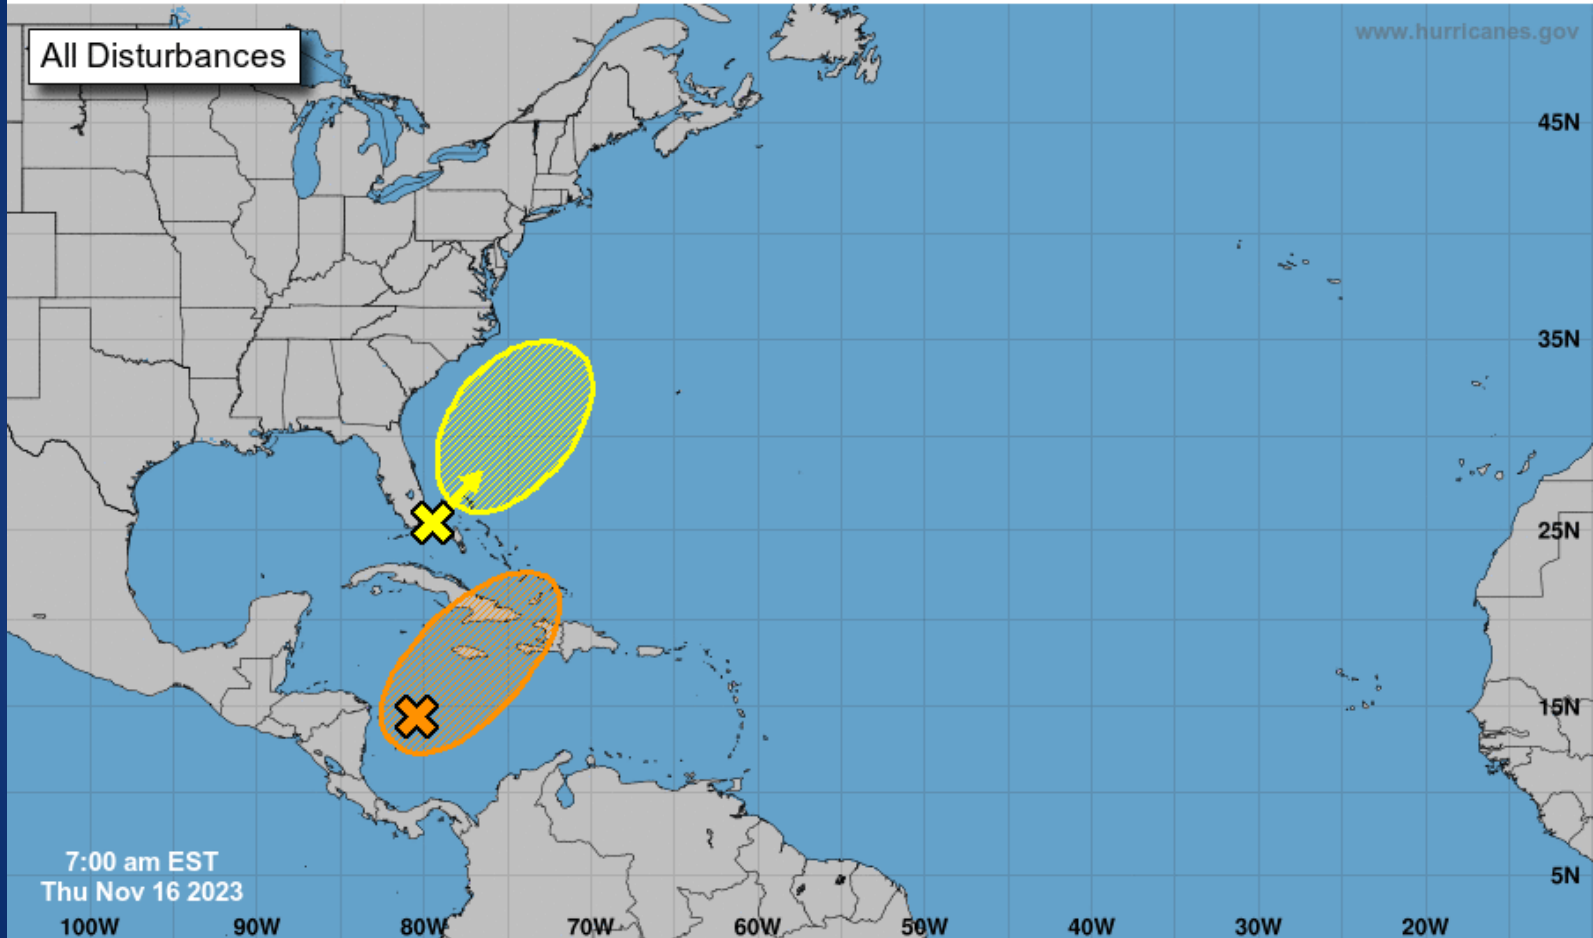 All Disturbances
www.hurricanes.gov
45N
35N
25N
15N
5N
7:00 am EST
Thu Nov 16 2023
100W 90W 80W 70W 60W 50W 40W 30W 20W